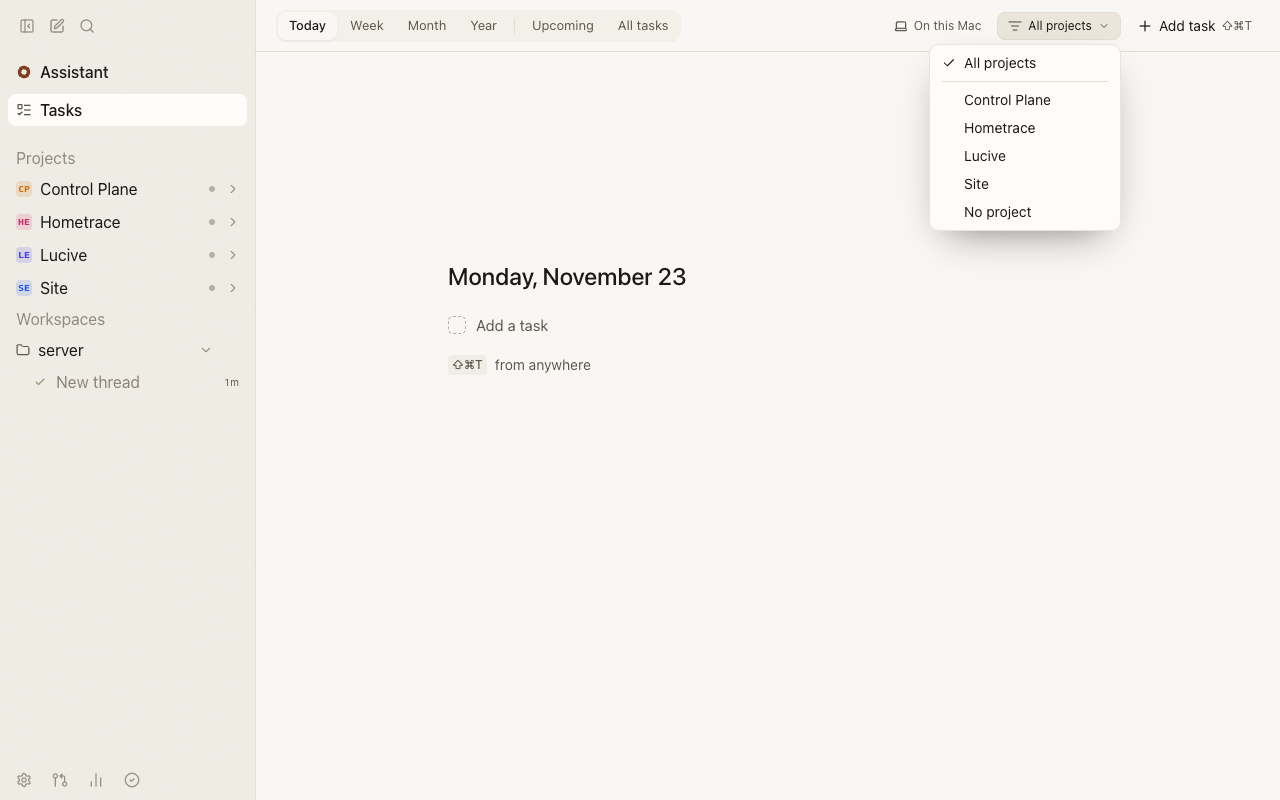 Today Week Month Year Upcoming All tasks On this Mac All projects Add task ⇧⌘T
Assistant
Tasks
Projects
CP Control Plane
HE Hometrace
LE Lucive
SE Site
Workspaces
server
New thread 1m
All projects
Control Plane
Hometrace
Lucive
Site
No project
Monday, November 23
Add a task
⇧⌘T from anywhere